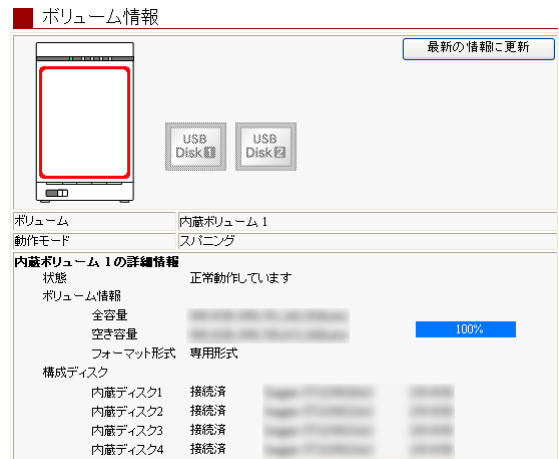 ボリューム情報
最新の情報に更新
USB Disk 1
USB Disk 2
ボリューム 内蔵ボリューム 1
動作モード スパニング
内蔵ボリューム 1の詳細情報
状態 正常動作しています
ボリューム情報
全容量
空き容量 100%
フォーマット形式 専用形式
構成ディスク
内蔵ディスク1 接続済
内蔵ディスク2 接続済
内蔵ディスク3 接続済
内蔵ディスク4 接続済